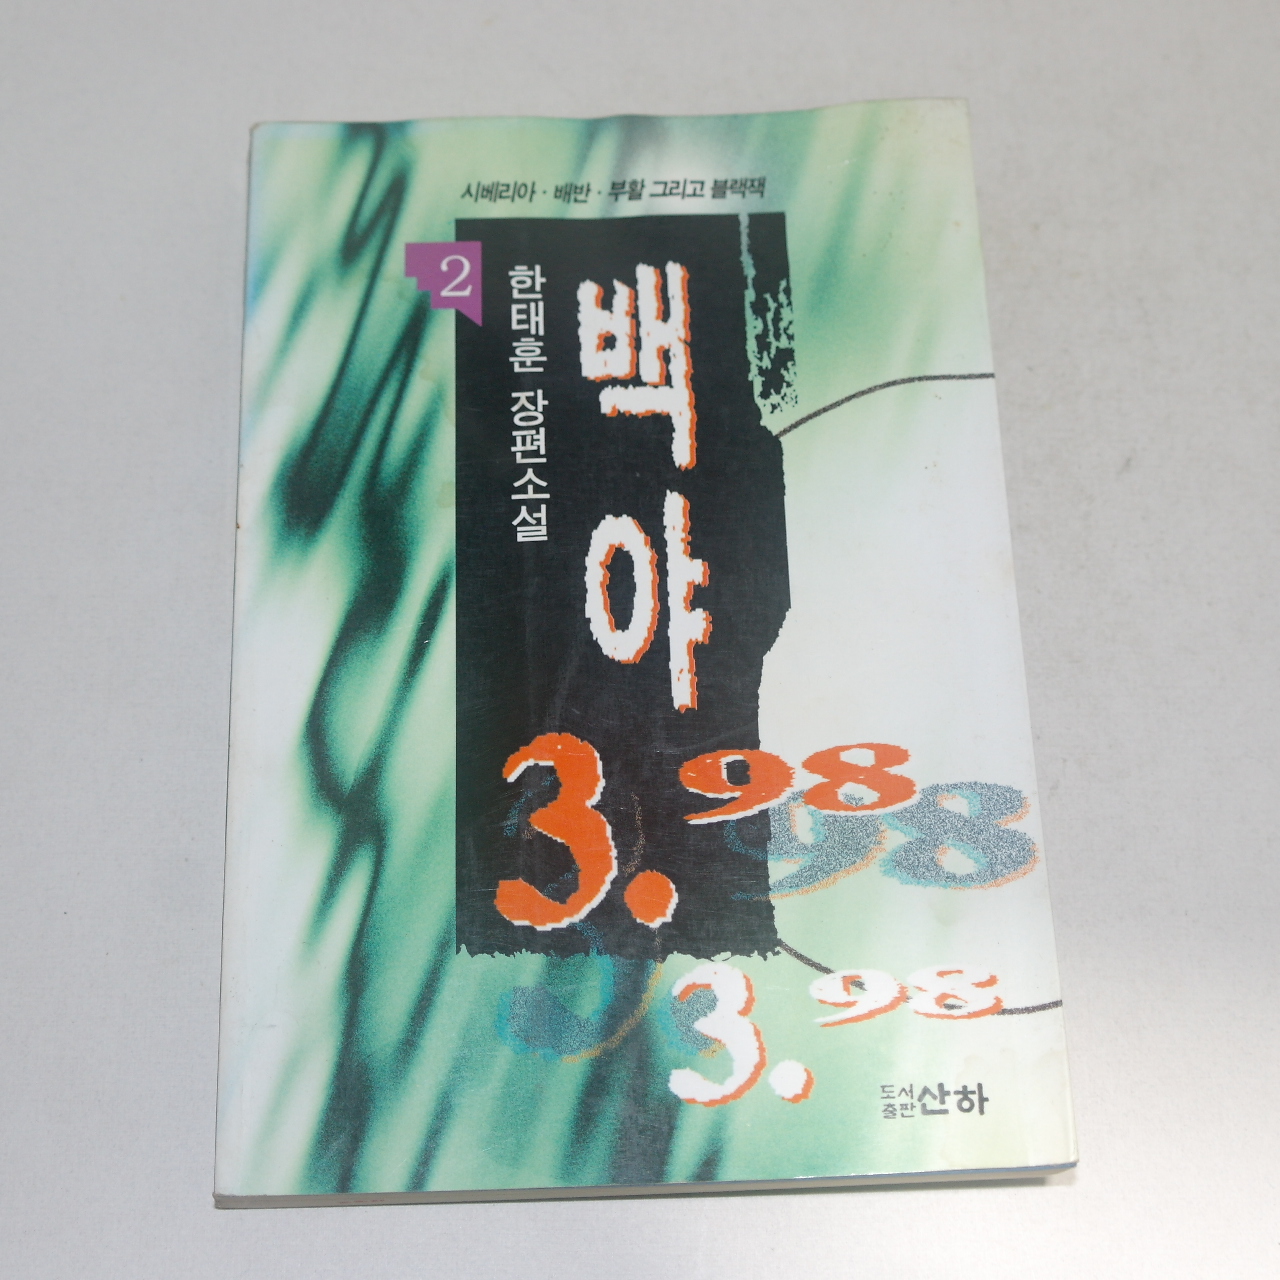 시베리아 · 배반 · 부활 그리고 블랙잭
2
한태훈 장편소설
백야
3.98
3.98
98
3.
도서출판 산하